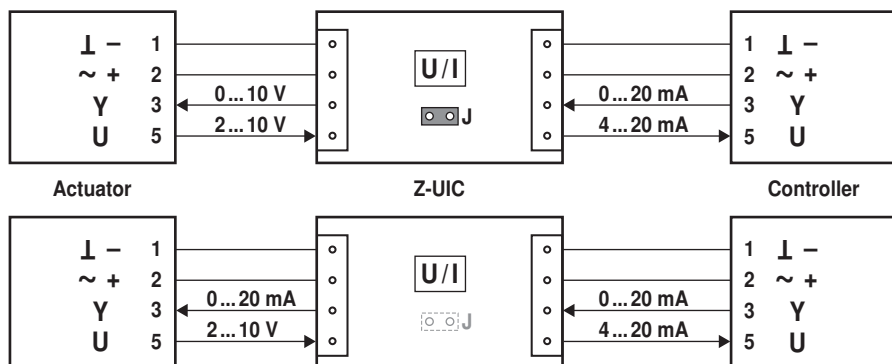 ⊥ – 1
~ + 2
Y 3
U 5
0...10 V
2...10 V
U/I
J
0...20 mA
4...20 mA
1 ⊥ –
2 ~ +
3 Y
5 U
Actuator Z-UIC Controller
⊥ – 1
~ + 2
Y 3
U 5
0...20 mA
2...10 V
U/I
J
0...20 mA
4...20 mA
1 ⊥ –
2 ~ +
3 Y
5 U